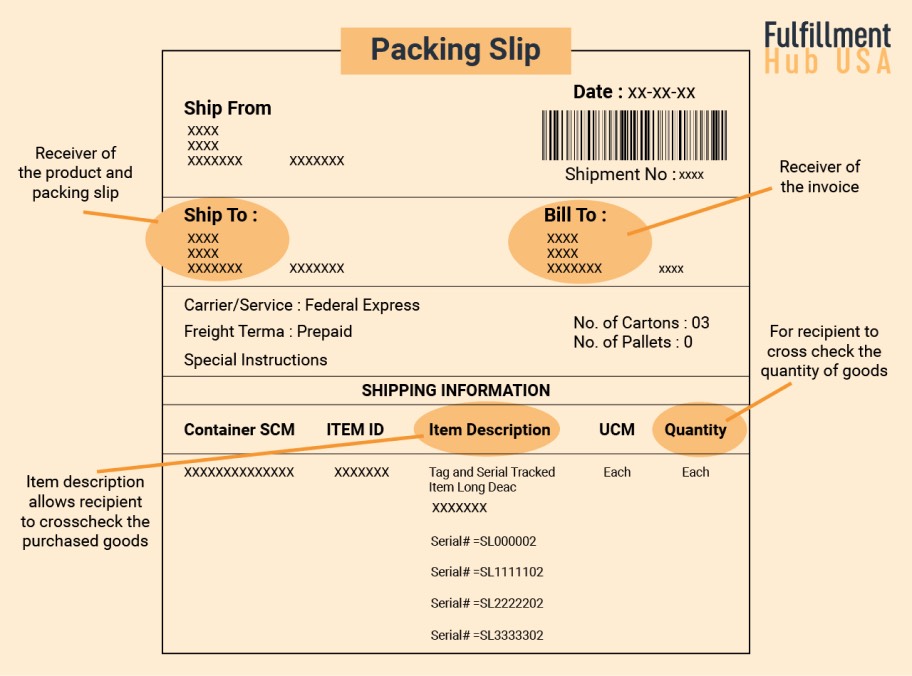 Packing Slip
Fulfillment
Hub USA
Ship From
XXXX
XXXX
XXXXXXX XXXXXXX
Date : xx-xx-xx
Shipment No : xxxx
Receiver of
the product and
packing slip
Ship To :
XXXX
XXXX
XXXXXXX XXXXXXX
Bill To :
XXXX
XXXX
XXXXXXX xxxx
Receiver of
the invoice
Carrier/Service : Federal Express
Freight Terma : Prepaid
Special Instructions
No. of Cartons : 03
No. of Pallets : 0
For recipient to
cross check the
quantity of goods
SHIPPING INFORMATION
Container SCM ITEM ID Item Description UCM Quantity
XXXXXXXXXXXXXX XXXXXXX Tag and Serial Tracked Each Each
Item Long Deac
XXXXXXX
Serial# =SL000002
Serial# =SL1111102
Serial# =SL2222202
Serial# =SL3333302
Item description
allows recipient
to crosscheck the
purchased goods